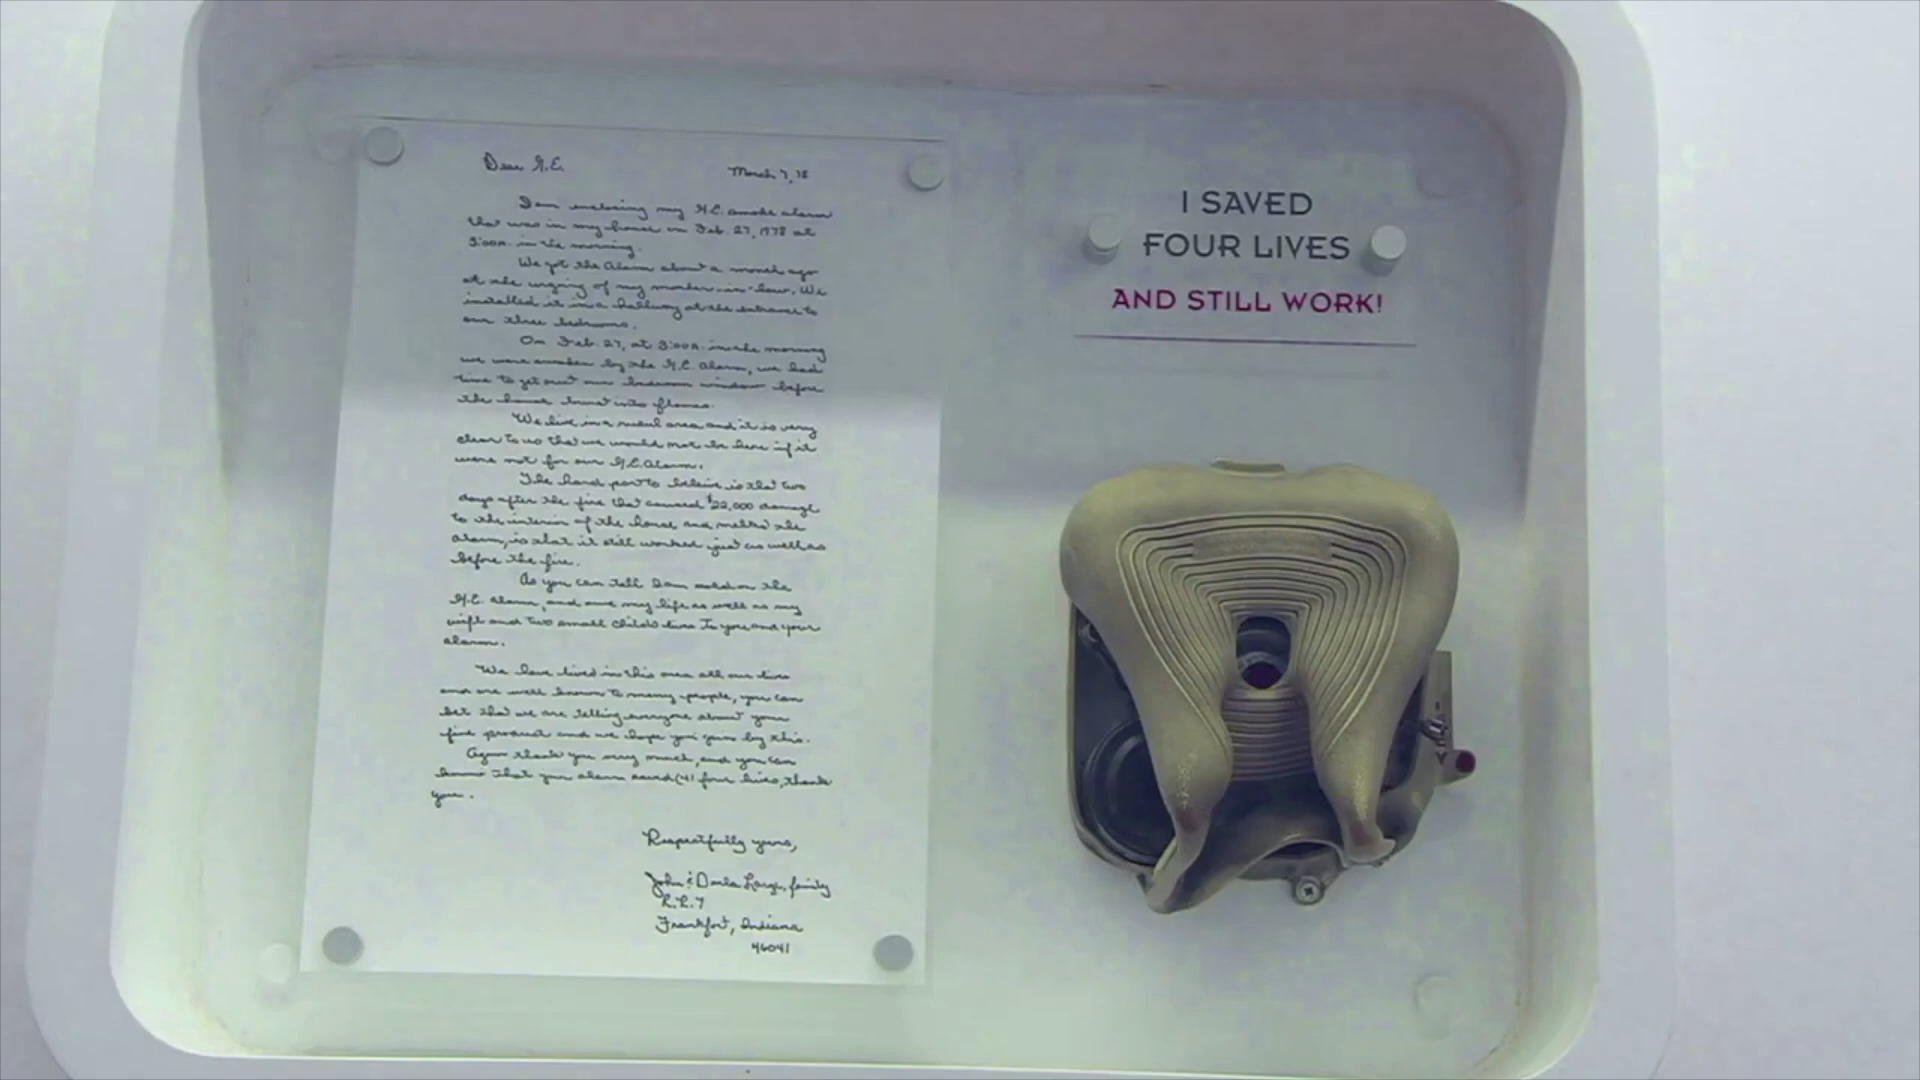 Dear G.E. March 7, 78
I am enclosing my G.E. smoke alarm
that was in my house on Feb. 27, 1978 at
3:00 A. in the morning.
We got the Alarm about a month ago
at the urging of my mother-in-law. We
installed it in a hallway at the entrance to
our three bedrooms.
On Feb. 27, at 3:00 A. in the morning
we were awaken by the G.E. Alarm, we had
time to get out our bedroom window before
the house burst into flames.
We live in a rural area and it is very
clear to us that we would not be here if it
were not for our G.E. Alarm.
The hard part to beleive is that two
days after the fire that caused $22,000 damage
to the interior of the house and melted the
alarm, is that it still worked just as well as
before the fire.
As you can tell I am sold on the
G.E. alarm, and owe my life as well as my
wife and two small childs lives to you and your
alarm.
We have lived in this area all our lives
and are well known to many people, you can
bet that we are telling everyone about your
fine product and we hope you gain by this.
Again thank you very much, and you can
know that your alarm saved (4) four lives, thank
you.
Respectfully yours,
John & Darla Large, family
R.R.7
Frankfort, Indiana
46041
I SAVED
FOUR LIVES
AND STILL WORK!